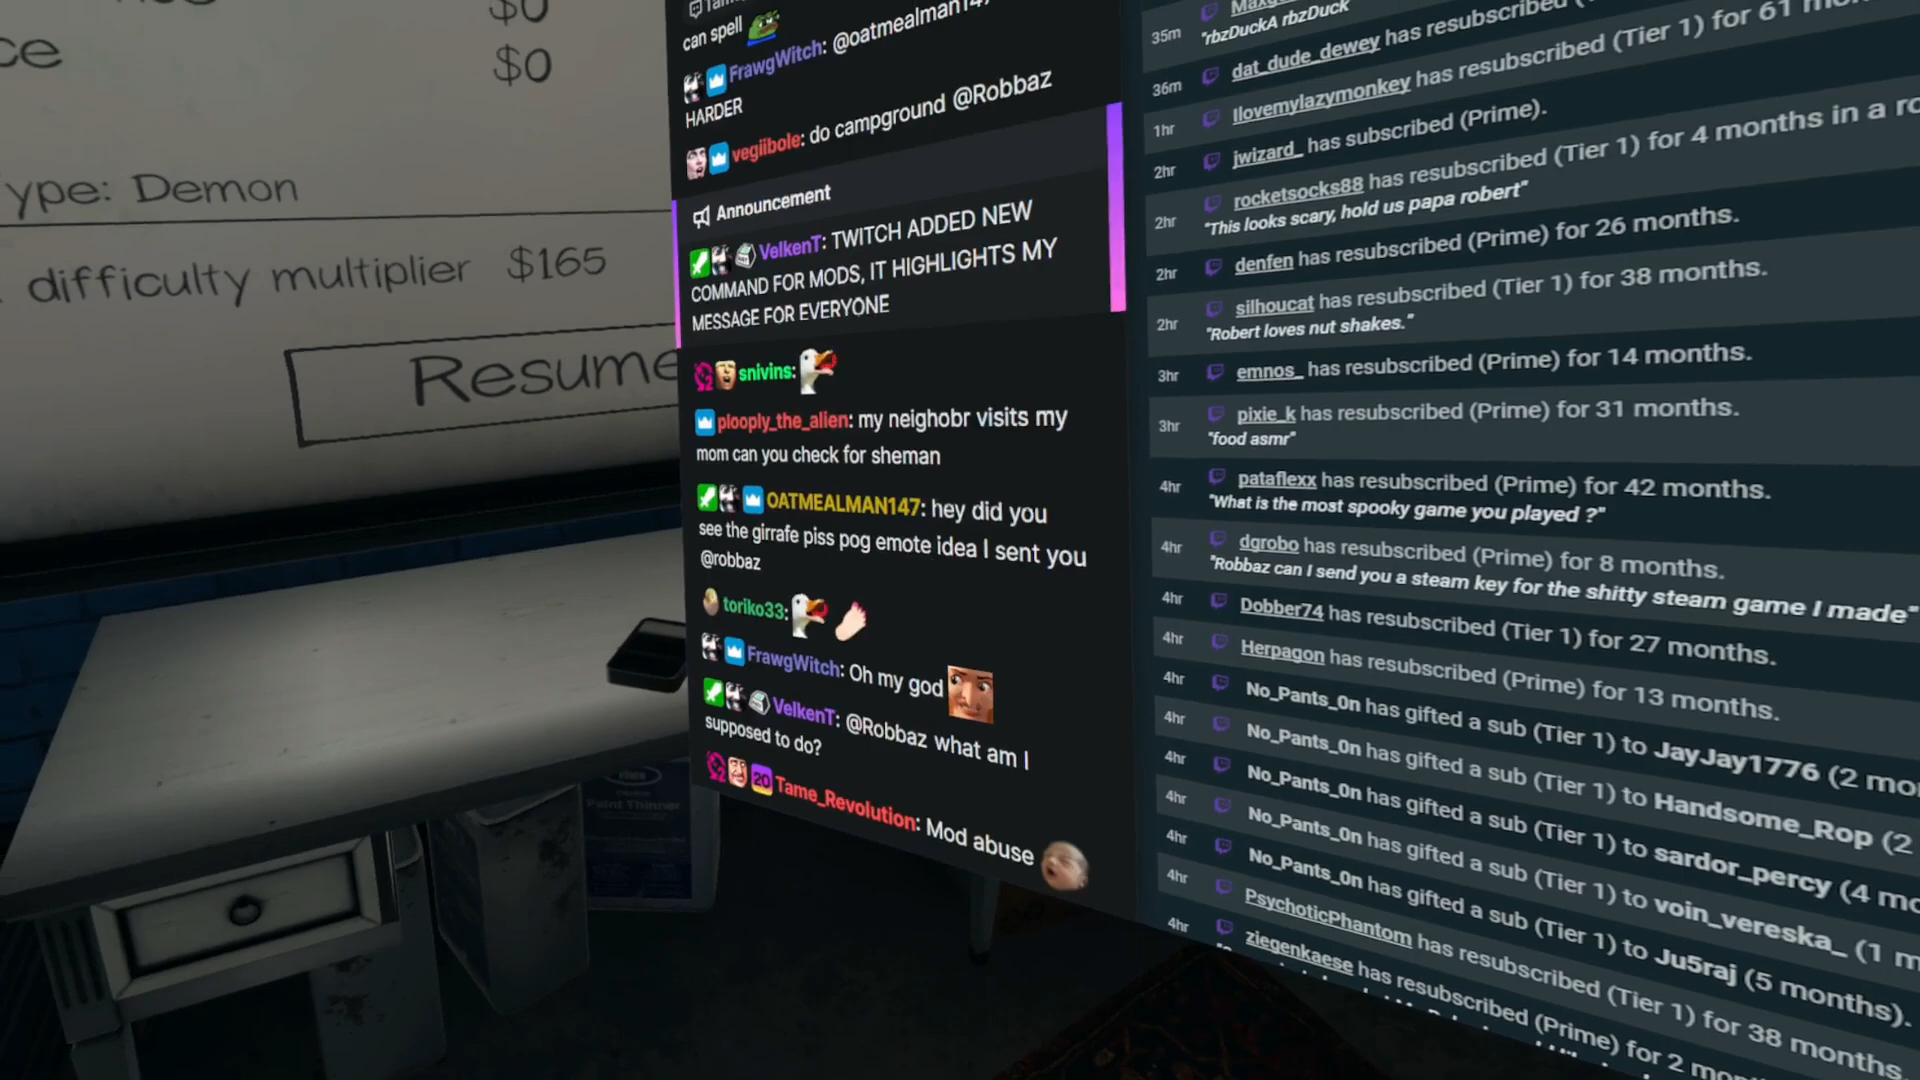 $0
ce $0
ype: Demon
difficulty multiplier $165
Resume
Paint Thinner
can spell
FrawgWitch: @oatmealman147
HARDER
vegiibole: do campground @Robbaz
Announcement
VelkenT: TWITCH ADDED NEW
COMMAND FOR MODS, IT HIGHLIGHTS MY
MESSAGE FOR EVERYONE
snivins:
plooply_the_alien: my neighobr visits my
mom can you check for sheman
OATMEALMAN147: hey did you
see the girrafe piss pog emote idea I sent you
@robbaz
toriko33:
FrawgWitch: Oh my god
VelkenT: @Robbaz what am I
supposed to do?
20 Tame_Revolution: Mod abuse
35m
"rbzDuckA rbzDuck
36m dat_dude_dewey has resubscribed
1hr Ilovemylazymonkey has resubscribed (Tier 1) for 61
2hr jwizard_ has subscribed (Prime).
2hr rocketsocks88 has resubscribed (Tier 1) for 4 months in a
"This looks scary, hold us papa robert"
2hr denfen has resubscribed (Prime) for 26 months.
2hr silhoucat has resubscribed (Tier 1) for 38 months.
"Robert loves nut shakes."
3hr emnos_ has resubscribed (Prime) for 14 months.
3hr pixie_k has resubscribed (Prime) for 31 months.
"food asmr"
4hr pataflexx has resubscribed (Prime) for 42 months.
"What is the most spooky game you played ?"
4hr dgrobo has resubscribed (Prime) for 8 months.
"Robbaz can I send you a steam key for the shitty steam game I made"
4hr Dobber74 has resubscribed (Tier 1) for 27 months.
4hr Herpagon has resubscribed (Prime) for 13 months.
4hr No_Pants_0n has gifted a sub (Tier 1) to JayJay1776 (2 mo
4hr No_Pants_0n has gifted a sub (Tier 1) to Handsome_Rop (2
4hr No_Pants_0n has gifted a sub (Tier 1) to sardor_percy (4 mo
4hr No_Pants_0n has gifted a sub (Tier 1) to voin_vereska_ (1 m
4hr No_Pants_0n has gifted a sub (Tier 1) to Ju5raj (5 months).
4hr PsychoticPhantom has resubscribed (Tier 1) for 38 months.
4hr ziegenkaese has resubscribed (Prime) for 2